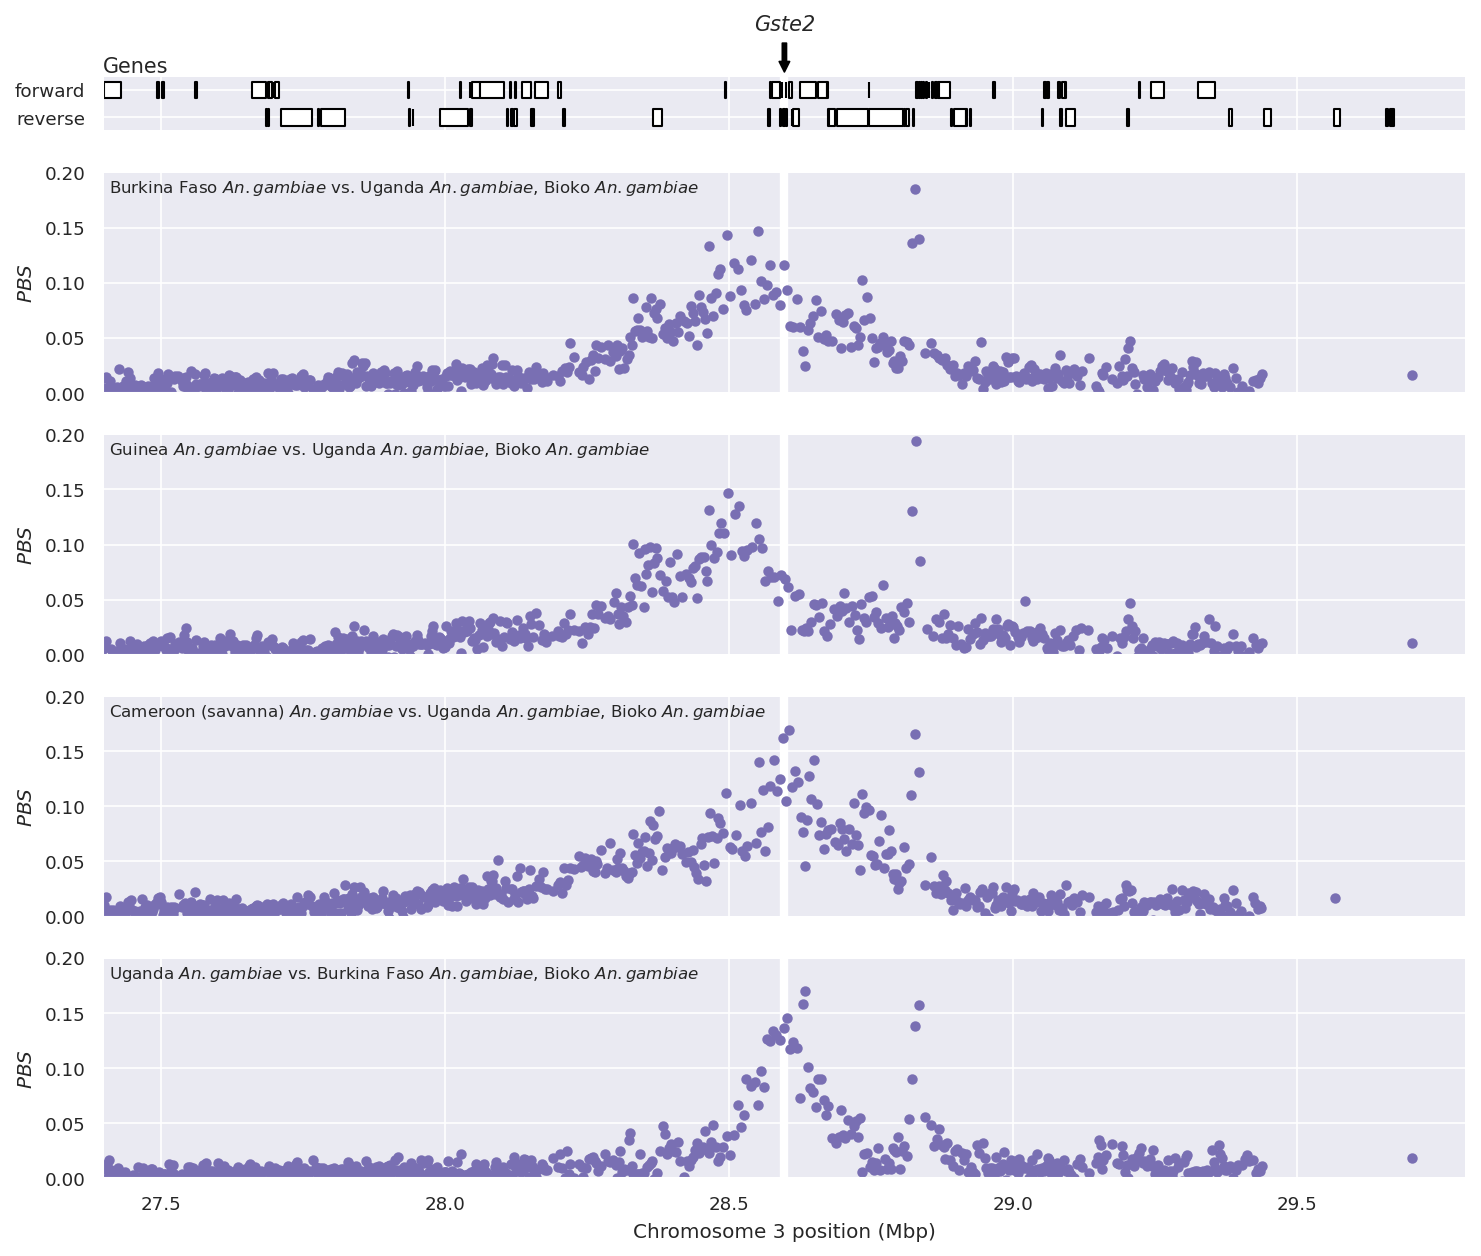 Gste2
Genes
forward
reverse
0.20
Burkina Faso An. gambiae vs. Uganda An. gambiae, Bioko An. gambiae
0.15
0.10
PBS
0.05
0.00
0.20
Guinea An. gambiae vs. Uganda An. gambiae, Bioko An. gambiae
0.15
0.10
PBS
0.05
0.00
0.20
Cameroon (savanna) An. gambiae vs. Uganda An. gambiae, Bioko An. gambiae
0.15
0.10
PBS
0.05
0.00
0.20
Uganda An. gambiae vs. Burkina Faso An. gambiae, Bioko An. gambiae
0.15
0.10
PBS
0.05
0.00
27.5 28.0 28.5 29.0 29.5
Chromosome 3 position (Mbp)